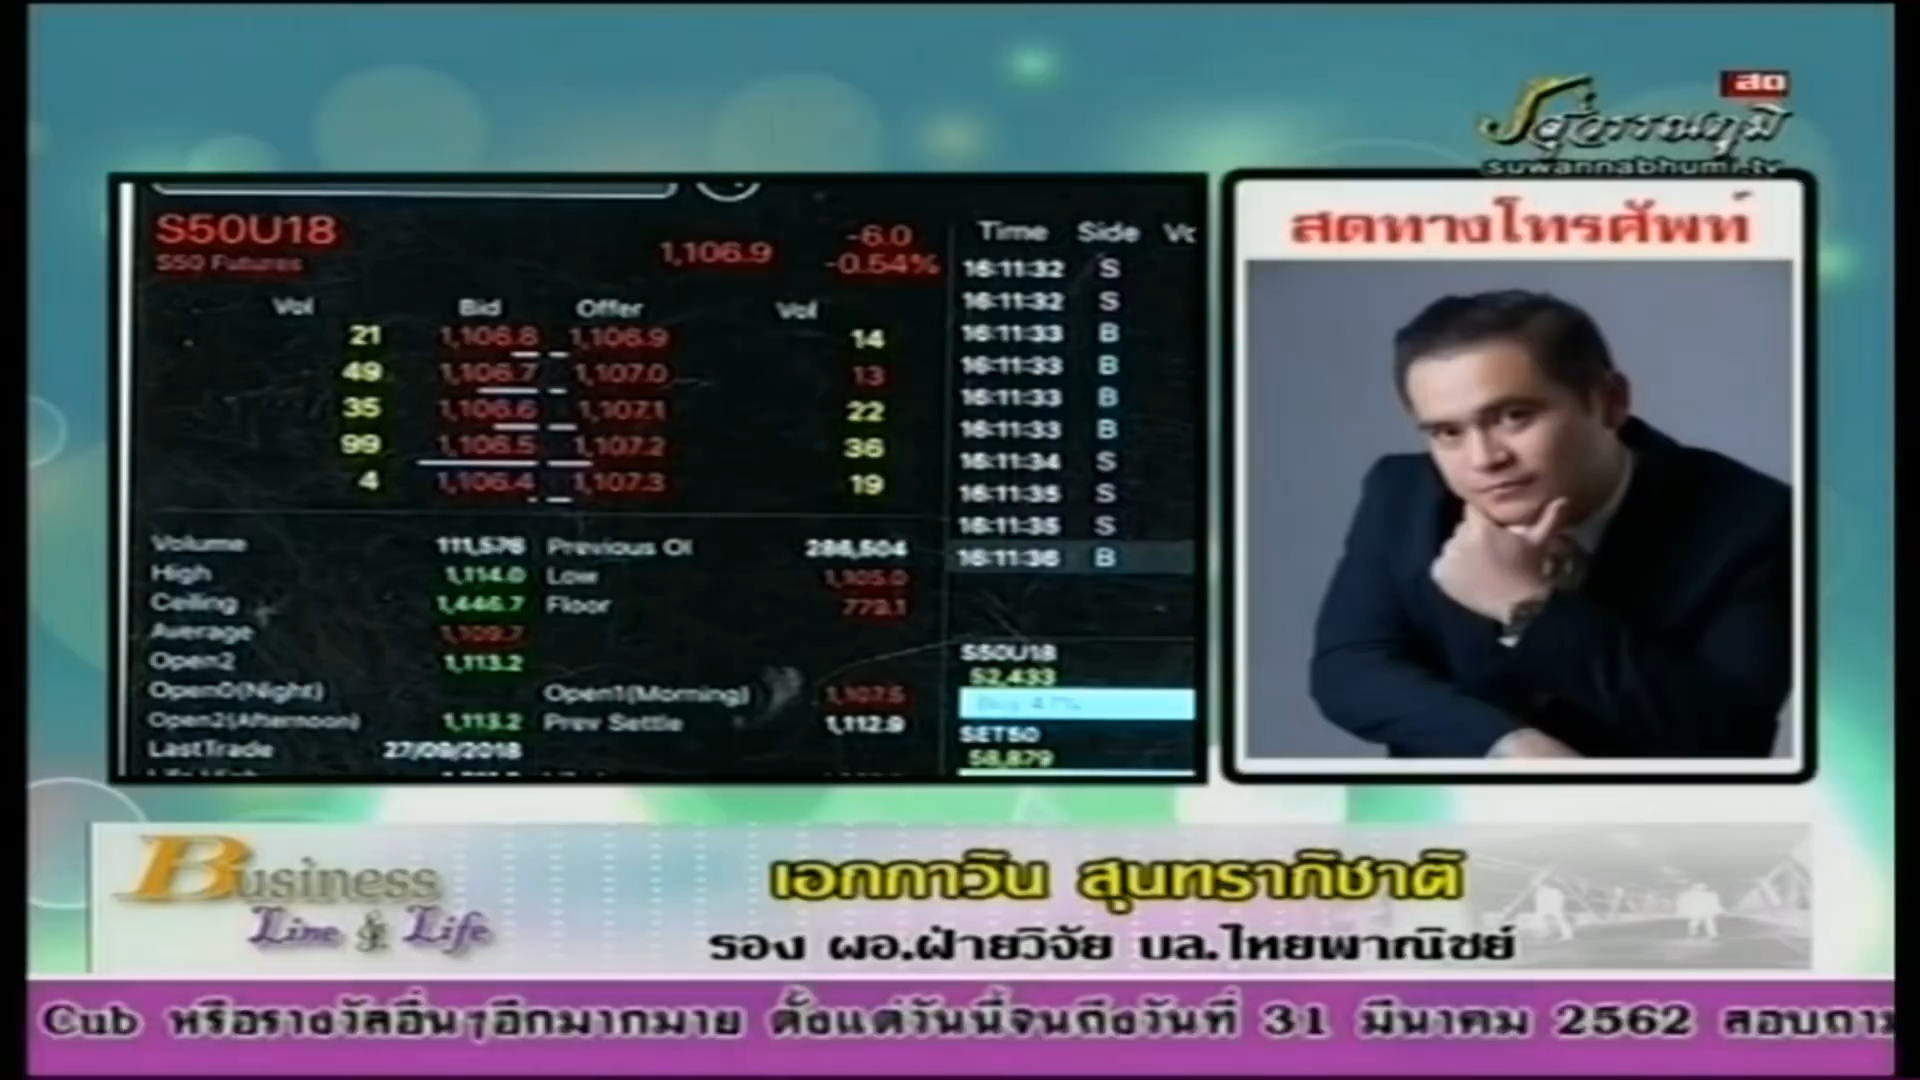 สด
สุวรรณภูมิ
suwannabhumi.tv
สดทางโทรศัพท์
S50U18
S50 Futures
1,106.9
-6.0
-0.54%
Vol Bid Offer Vol
21 1,106.8 1,106.9 14
49 1,106.7 1,107.0 13
35 1,106.6 1,107.1 22
99 1,106.5 1,107.2 36
4 1,106.4 1,107.3 19
Volume 111,576 Previous OI 286,504
High 1,114.0 Low 1,105.0
Ceiling 1,446.7 Floor 779.1
Average 1,109.7
Open2 1,113.2
Open0(Night) Open1(Morning) 1,107.5
Open2(Afternoon) 1,113.2 Prev Settle 1,112.9
LastTrade 27/09/2018
Time Side
16:11:32 S
16:11:32 S
16:11:33 B
16:11:33 B
16:11:33 B
16:11:33 B
16:11:34 S
16:11:35 S
16:11:35 S
16:11:36 B
S50U18
52,433
Buy 47%
SET50
58,879
Business
Line & Life
เอกภาวิน สุนทราภิชาติ
รอง ผอ.ฝ่ายวิจัย บล.ไทยพาณิชย์
Cub หรือรางวัลอื่นๆอีกมากมาย ตั้งแต่วันนี้จนถึงวันที่ 31 มีนาคม 2562 สอบถาม